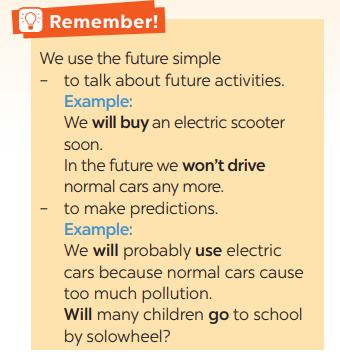 Remember!
We use the future simple
– to talk about future activities.
Example:
We will buy an electric scooter
soon.
In the future we won't drive
normal cars any more.
– to make predictions.
Example:
We will probably use electric
cars because normal cars cause
too much pollution.
Will many children go to school
by solowheel?